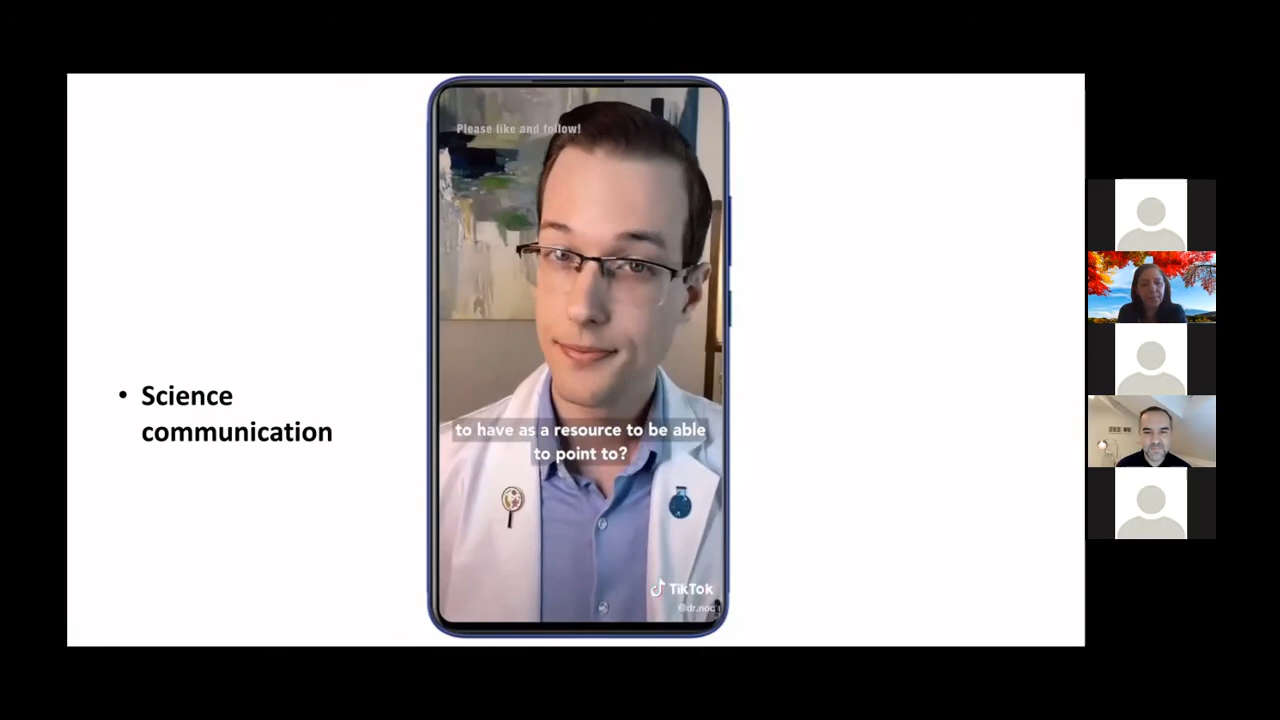 Please like and follow!
• Science
communication
to have as a resource to be able
to point to?
TikTok